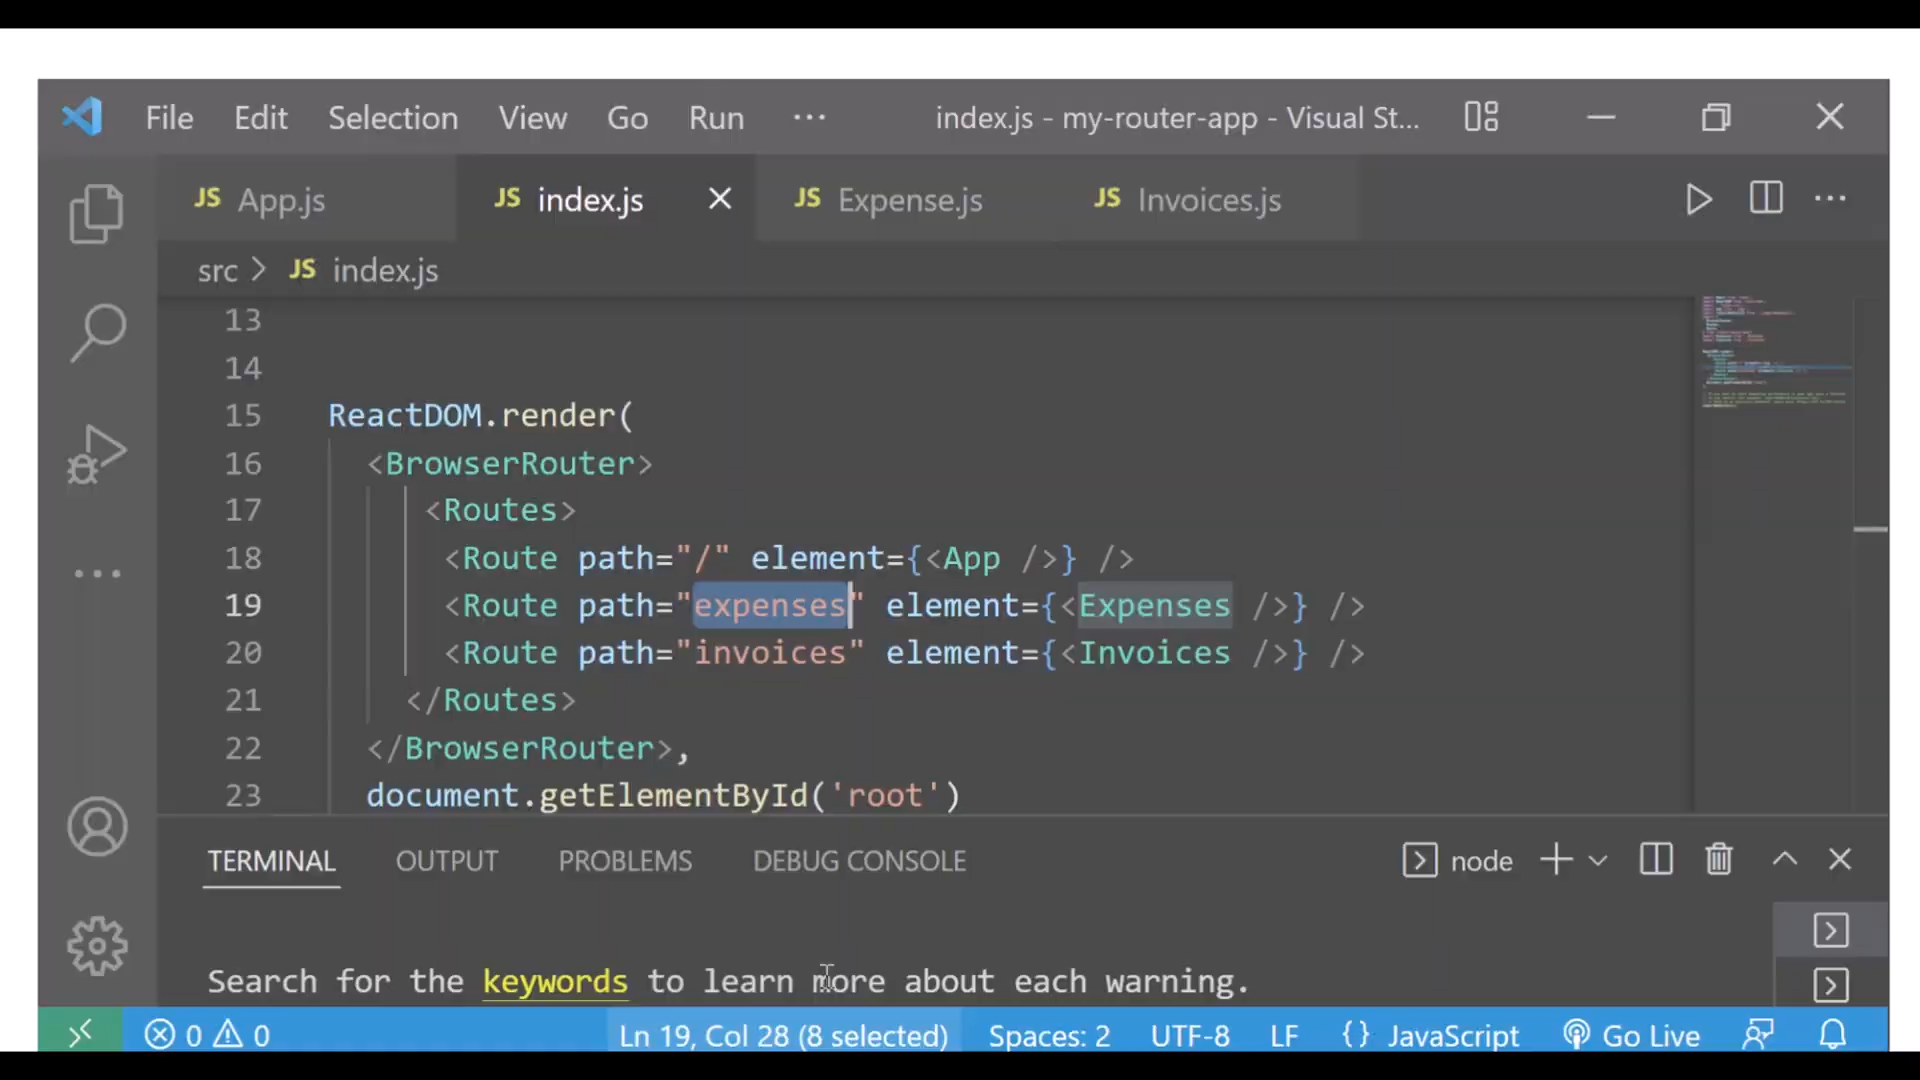 File Edit Selection View Go Run ··· index.js - my-router-app - Visual St...
JS App.js JS index.js JS Expense.js JS Invoices.js
src > JS index.js
13
14
15 ReactDOM.render(
16 <BrowserRouter>
17 <Routes>
18 <Route path="/" element={<App />} />
19 <Route path="expenses" element={<Expenses />} />
20 <Route path="invoices" element={<Invoices />} />
21 </Routes>
22 </BrowserRouter>,
23 document.getElementById('root')
TERMINAL OUTPUT PROBLEMS DEBUG CONSOLE node
Search for the keywords to learn more about each warning.
0 0 Ln 19, Col 28 (8 selected) Spaces: 2 UTF-8 LF {} JavaScript Go Live